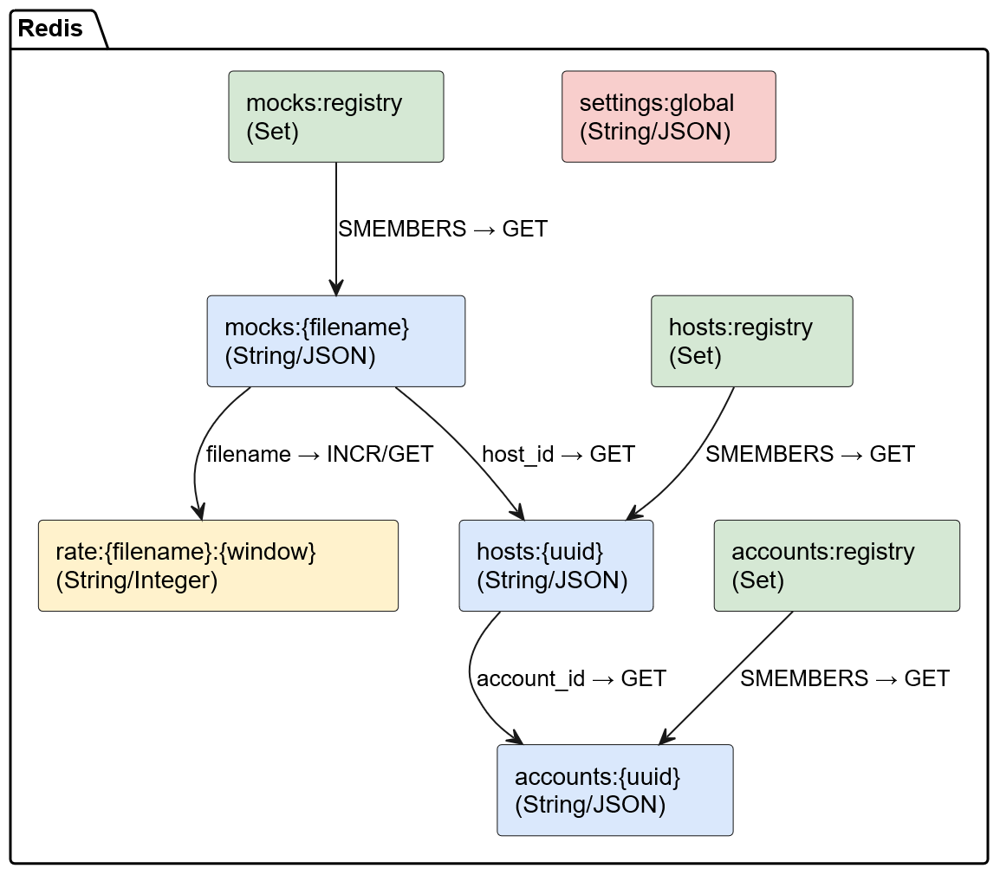 Redis
mocks:registry
(Set)
settings:global
(String/JSON)
SMEMBERS → GET
mocks:{filename}
(String/JSON)
hosts:registry
(Set)
filename → INCR/GET
host_id → GET
SMEMBERS → GET
rate:{filename}:{window}
(String/Integer)
hosts:{uuid}
(String/JSON)
accounts:registry
(Set)
account_id → GET
SMEMBERS → GET
accounts:{uuid}
(String/JSON)